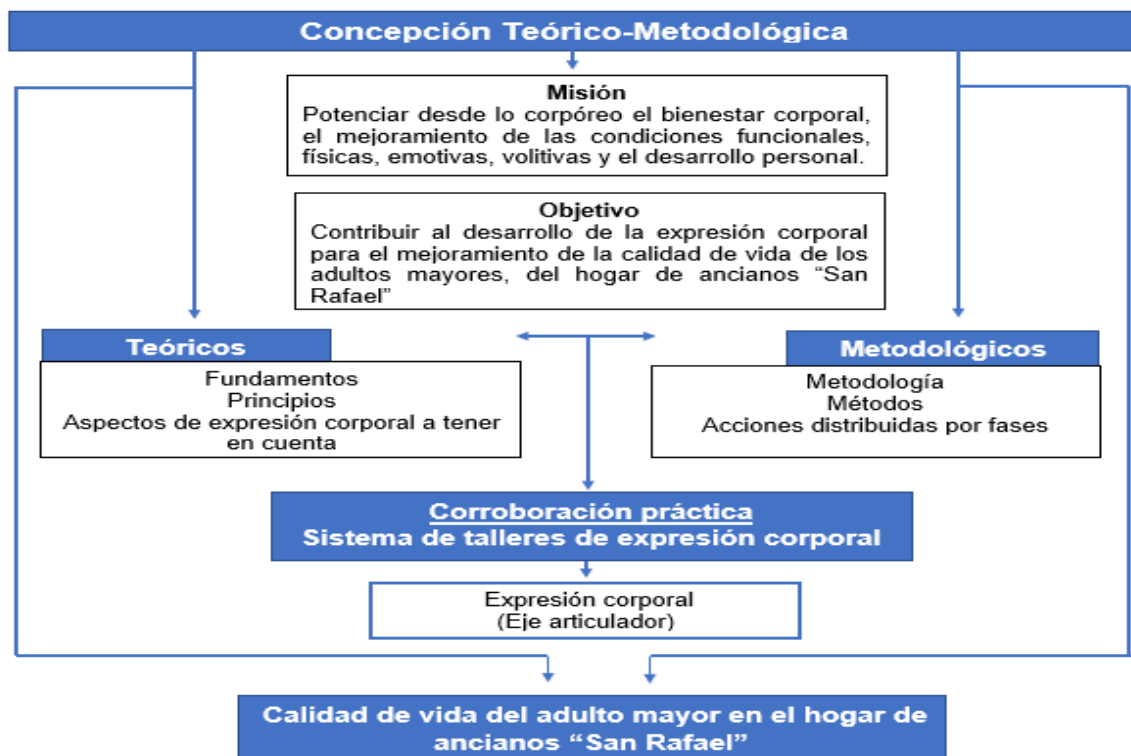 Concepción Teórico-Metodológica
Misión
Potenciar desde lo corpóreo el bienestar corporal,
el mejoramiento de las condiciones funcionales,
físicas, emotivas, volitivas y el desarrollo personal.
Objetivo
Contribuir al desarrollo de la expresión corporal
para el mejoramiento de la calidad de vida de los
adultos mayores, del hogar de ancianos “San
Rafael”
Teóricos
Fundamentos
Principios
Aspectos de expresión corporal a tener
en cuenta
Metodológicos
Metodología
Métodos
Acciones distribuidas por fases
Corroboración práctica
Sistema de talleres de expresión corporal
Expresión corporal
(Eje articulador)
Calidad de vida del adulto mayor en el hogar de
ancianos “San Rafael”